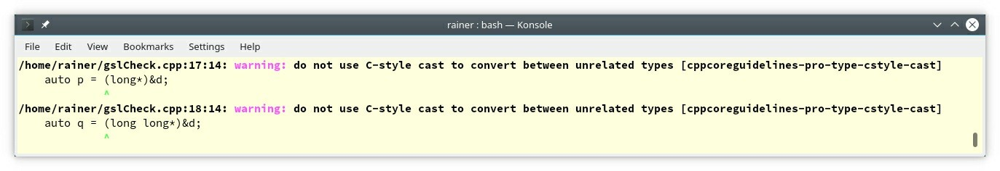 rainer : bash — Konsole
File Edit View Bookmarks Settings Help
/home/rainer/gslCheck.cpp:17:14: warning: do not use C-style cast to convert between unrelated types [cppcoreguidelines-pro-type-cstyle-cast]
    auto p = (long*)&d;
             ^
/home/rainer/gslCheck.cpp:18:14: warning: do not use C-style cast to convert between unrelated types [cppcoreguidelines-pro-type-cstyle-cast]
    auto q = (long long*)&d;
             ^